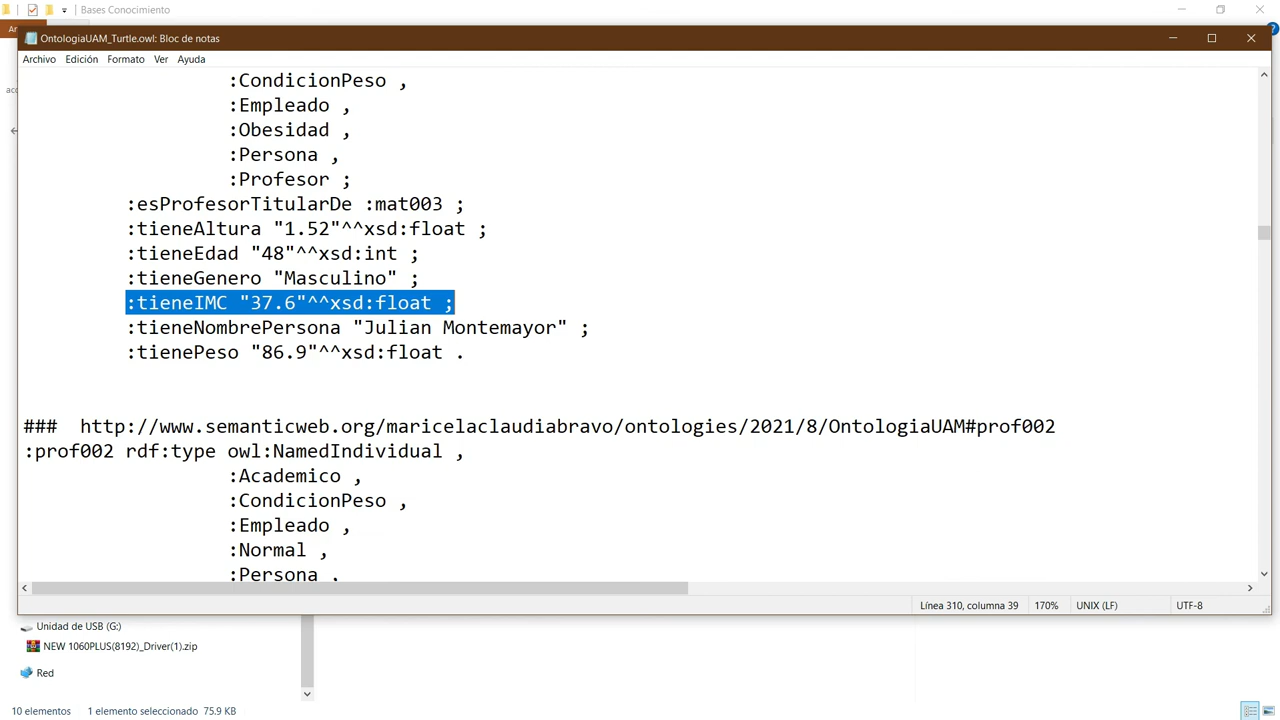 Bases Conocimiento
OntologiaUAM_Turtle.owl: Bloc de notas
Archivo Edición Formato Ver Ayuda
:CondicionPeso ,
:Empleado ,
:Obesidad ,
:Persona ,
:Profesor ;
:esProfesorTitularDe :mat003 ;
:tieneAltura "1.52"^^xsd:float ;
:tieneEdad "48"^^xsd:int ;
:tieneGenero "Masculino" ;
:tieneIMC "37.6"^^xsd:float ;
:tieneNombrePersona "Julian Montemayor" ;
:tienePeso "86.9"^^xsd:float .
### http://www.semanticweb.org/maricelaclaudiabravo/ontologies/2021/8/OntologiaUAM#prof002
:prof002 rdf:type owl:NamedIndividual ,
:Academico ,
:CondicionPeso ,
:Empleado ,
:Normal ,
:Persona ,
Línea 310, columna 39 170% UNIX (LF) UTF-8
Unidad de USB (G:)
NEW 1060PLUS(8192)_Driver(1).zip
Red
10 elementos 1 elemento seleccionado 75.9 KB